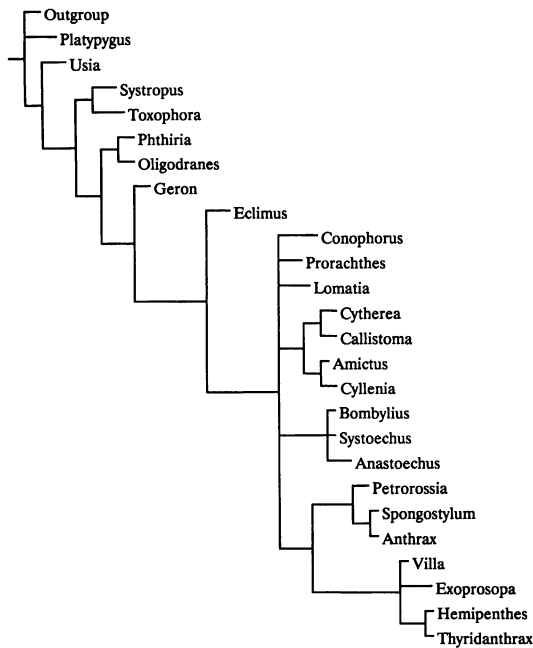 Outgroup
Platypygus
Usia
Systropus
Toxophora
Phthiria
Oligodranes
Geron
Eclimus
Conophorus
Prorachthes
Lomatia
Cytherea
Callistoma
Amictus
Cyllenia
Bombylius
Systoechus
Anastoechus
Petrorossia
Spongostylum
Anthrax
Villa
Exoprosopa
Hemipenthes
Thyridanthrax